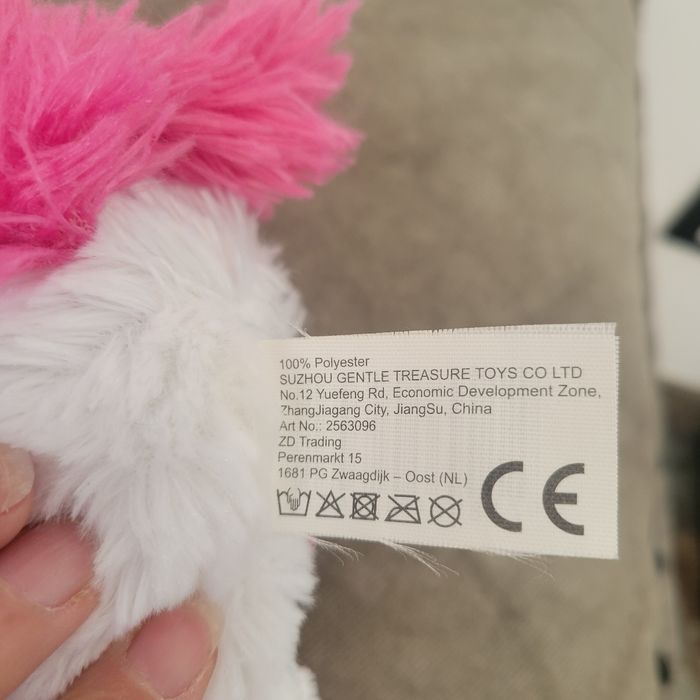 100% Polyester
SUZHOU GENTLE TREASURE TOYS CO LTD
No.12 Yuefeng Rd, Economic Development Zone,
ZhangJiagang City, JiangSu, China
Art No.: 2563096
ZD Trading
Perenmarkt 15
1681 PG Zwaagdijk – Oost (NL)
CE